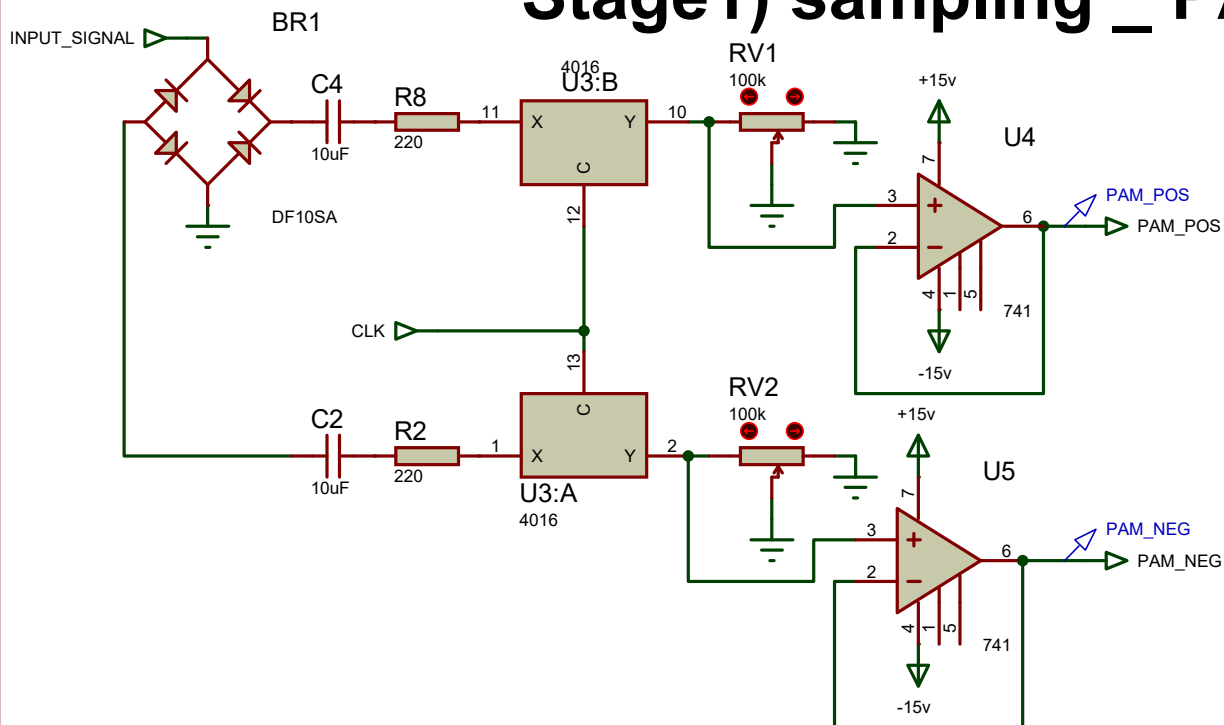 Stage1) sampling _ PA
INPUT_SIGNAL
BR1
DF10SA
C4
10uF
R8
220
11
X
4016
U3:B
Y
10
C
12
RV1
100k
+15v
U4
7
3
2
6
4
1
5
741
-15v
PAM_POS
PAM_POS
CLK
13
C2
10uF
R2
220
1
X
C
Y
2
U3:A
4016
RV2
100k
+15v
U5
7
3
2
6
4
1
5
741
-15v
PAM_NEG
PAM_NEG